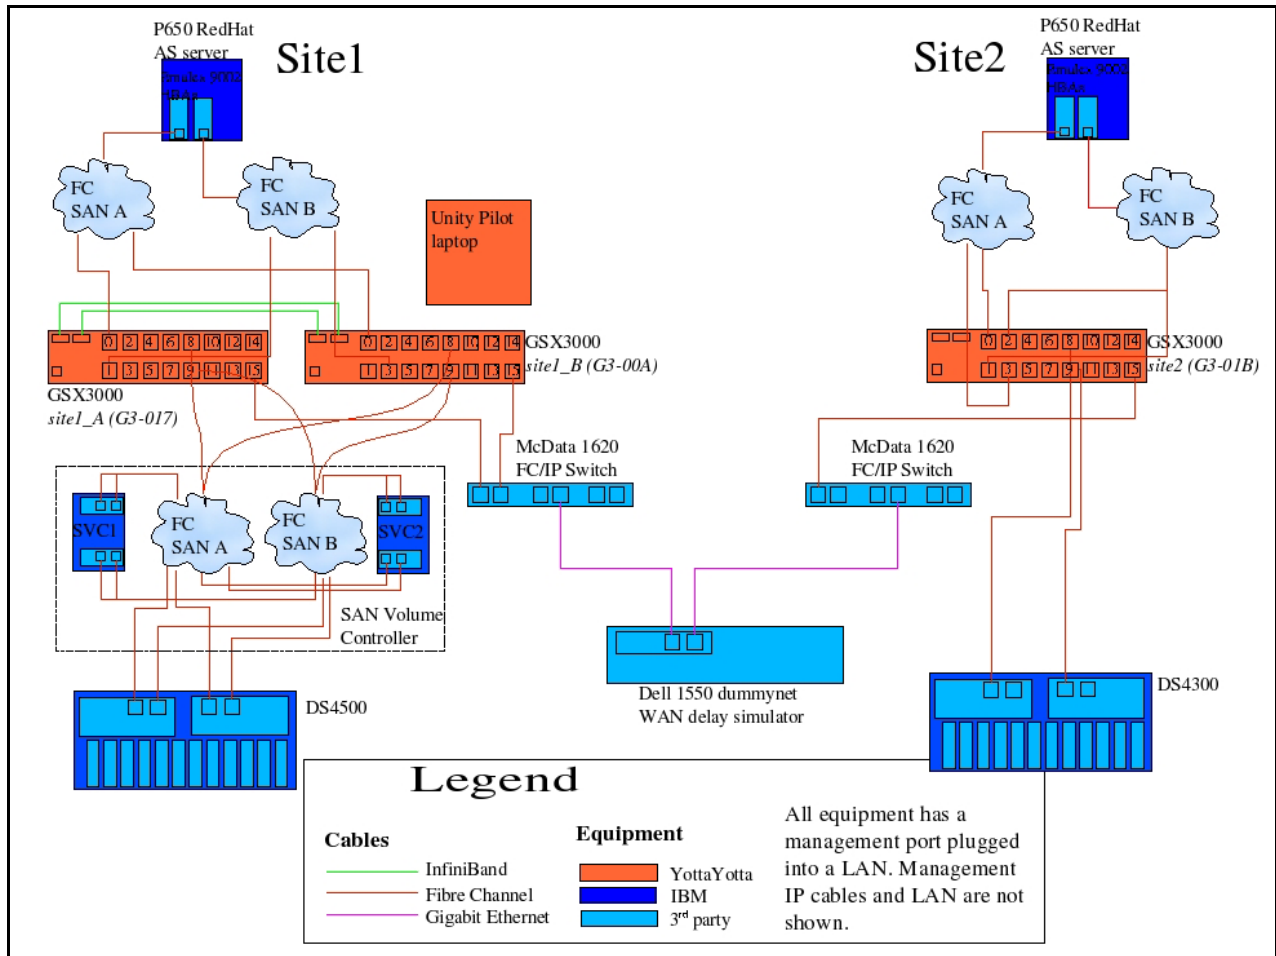 P650 RedHat
AS server
Site1
Emulex 9002
HBAs
FC
SAN A
FC
SAN B
Unity Pilot
laptop
0 2 4 6 8 10 12 14
1 3 5 7 9 11 13 15
GSX3000
site1_A (G3-017)
0 2 4 6 8 10 12 14
1 3 5 7 9 11 13 15
GSX3000
site1_B (G3-00A)
P650 RedHat
AS server
Site2
Emulex 9002
HBAs
FC
SAN A
FC
SAN B
0 2 4 6 8 10 12 14
1 3 5 7 9 11 13 15
GSX3000
site2 (G3-01B)
McData 1620
FC/IP Switch
McData 1620
FC/IP Switch
SVC1
FC
SAN A
FC
SAN B
SVC2
SAN Volume
Controller
DS4500
Dell 1550 dummynet
WAN delay simulator
DS4300
Legend
Cables
InfiniBand
Fibre Channel
Gigabit Ethernet
Equipment
YottaYotta
IBM
3rd party
All equipment has a
management port plugged
into a LAN. Management
IP cables and LAN are not
shown.